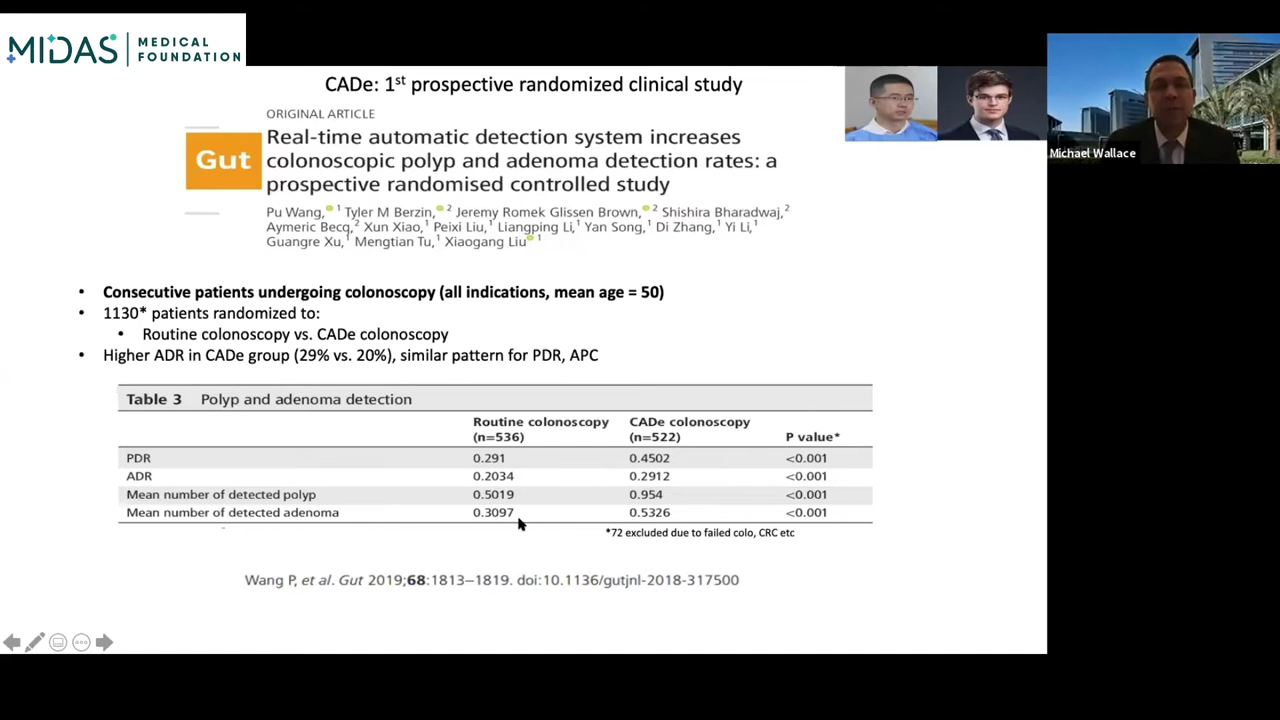 MIDAS MEDICAL FOUNDATION
CADe: 1st prospective randomized clinical study
ORIGINAL ARTICLE
Gut
Real-time automatic detection system increases
colonoscopic polyp and adenoma detection rates: a
prospective randomised controlled study
Pu Wang,1 Tyler M Berzin,2 Jeremy Romek Glissen Brown,2 Shishira Bharadwaj,2
Aymeric Becq,2 Xun Xiao,1 Peixi Liu,1 Liangping Li,1 Yan Song,1 Di Zhang,1 Yi Li,1
Guangre Xu,1 Mengtian Tu,1 Xiaogang Liu 1
Michael Wallace
• Consecutive patients undergoing colonoscopy (all indications, mean age = 50)
• 1130* patients randomized to:
• Routine colonoscopy vs. CADe colonoscopy
• Higher ADR in CADe group (29% vs. 20%), similar pattern for PDR, APC
Table 3 Polyp and adenoma detection
Routine colonoscopy (n=536) CADe colonoscopy (n=522) P value*
PDR 0.291 0.4502 <0.001
ADR 0.2034 0.2912 <0.001
Mean number of detected polyp 0.5019 0.954 <0.001
Mean number of detected adenoma 0.3097 0.5326 <0.001
*72 excluded due to failed colo, CRC etc
Wang P, et al. Gut 2019;68:1813–1819. doi:10.1136/gutjnl-2018-317500